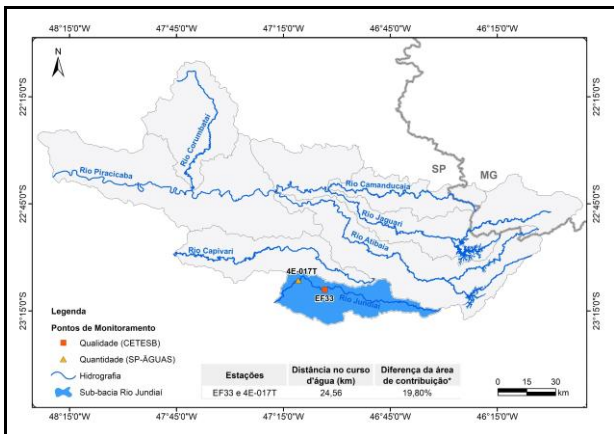 48°15'0"W 47°45'0"W 47°15'0"W 46°45'0"W 46°15'0"W
N
22°15'0"S 22°15'0"S
Rio Corumbataí
SP MG
Rio Piracicaba
Rio Camanducaia
22°45'0"S 22°45'0"S
Rio Jaguari
Rio Atibaia
Rio Capivari
4E-017T
EF33
Rio Jundiaí
23°15'0"S 23°15'0"S
Legenda
Pontos de Monitoramento
Qualidade (CETESB)
Quantidade (SP-ÁGUAS)
Hidrografia
Sub-bacia Rio Jundiaí
Estações Distância no curso d'água (km) Diferença da área de contribuição*
EF33 e 4E-017T 24,56 19,80%
0 15 30
km
48°15'0"W 47°45'0"W 47°15'0"W 46°45'0"W 46°15'0"W